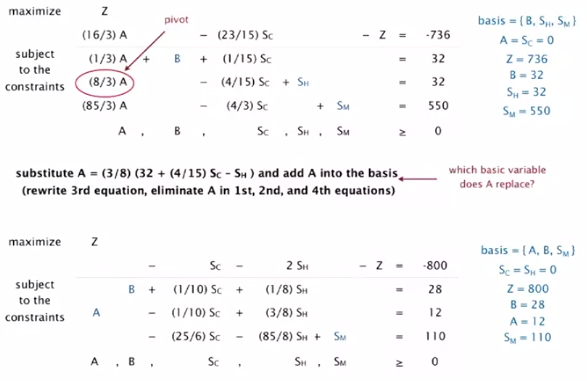 maximize Z
pivot
(16/3) A − (23/15) SC − Z = -736
subject to the constraints
(1/3) A + B + (1/15) SC = 32
(8/3) A − (4/15) SC + SH = 32
(85/3) A − (4/3) SC + SM = 550
A , B , SC , SH , SM ≥ 0
basis = { B, SH, SM }
A = SC = 0
Z = 736
B = 32
SH = 32
SM = 550
substitute A = (3/8) (32 + (4/15) SC – SH ) and add A into the basis
(rewrite 3rd equation, eliminate A in 1st, 2nd, and 4th equations)
which basic variable
does A replace?
maximize Z
− SC − 2 SH − Z = -800
subject to the constraints
B + (1/10) SC + (1/8) SH = 28
A − (1/10) SC + (3/8) SH = 12
− (25/6) SC − (85/8) SH + SM = 110
A , B , SC , SH , SM ≥ 0
basis = { A, B, SM }
SC = SH = 0
Z = 800
B = 28
A = 12
SM = 110